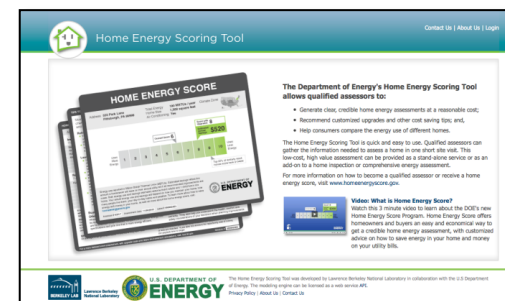 Contact Us | About Us | Login
Home Energy Scoring Tool
HOME ENERGY SCORE
The Department of Energy's Home Energy Scoring Tool
allows qualified assessors to:
• Generate clear, credible home energy assessments at a reasonable cost;
• Recommend customized upgrades and other cost saving tips; and,
• Help consumers compare the energy use of different homes.
The Home Energy Scoring Tool is quick and easy to use. Qualified assessors can
gather the information needed to assess a home in one short site visit. This
low-cost, high value assessment can be provided as a stand-alone service or as an
add-on to a home inspection or comprehensive energy assessment.
For more information on how to become a qualified assessor or receive a home
energy score, visit www.homeenergyscore.gov.
Video: What is Home Energy Score?
Watch this 3 minute video to learn about the DOE's new
Home Energy Score Program. Home Energy Score offers
homeowners and buyers an easy and economical way to
get a credible home energy assessment, with customized
advice on how to save energy in your home and money
on your utility bills.
ENERGY
BERKELEY LAB
Lawrence Berkeley
National Laboratory
U.S. DEPARTMENT OF
ENERGY
The Home Energy Scoring Tool was developed by Lawrence Berkeley National Laboratory in collaboration with the U.S Department
of Energy. The modeling engine can be licensed as a web service API.
Privacy Policy | About Us | Contact Us